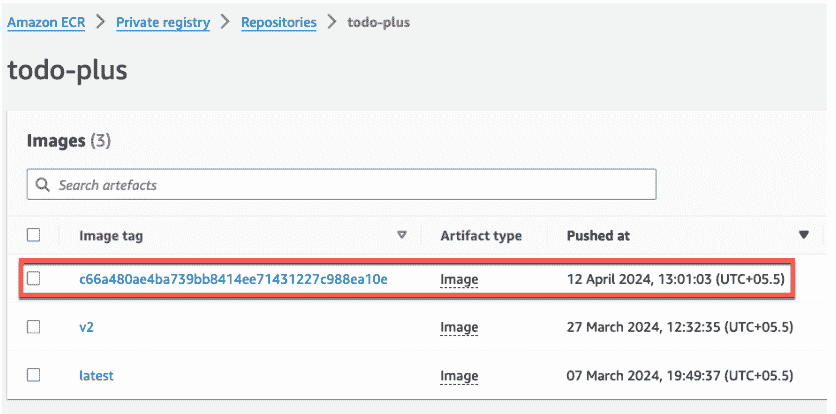 Amazon ECR > Private registry > Repositories > todo-plus
todo-plus
Images (3)
Search artefacts
Image tag Artifact type Pushed at
c66a480ae4ba739bb8414ee71431227c988ea10e Image 12 April 2024, 13:01:03 (UTC+05.5)
v2 Image 27 March 2024, 12:32:35 (UTC+05.5)
latest Image 07 March 2024, 19:49:37 (UTC+05.5)